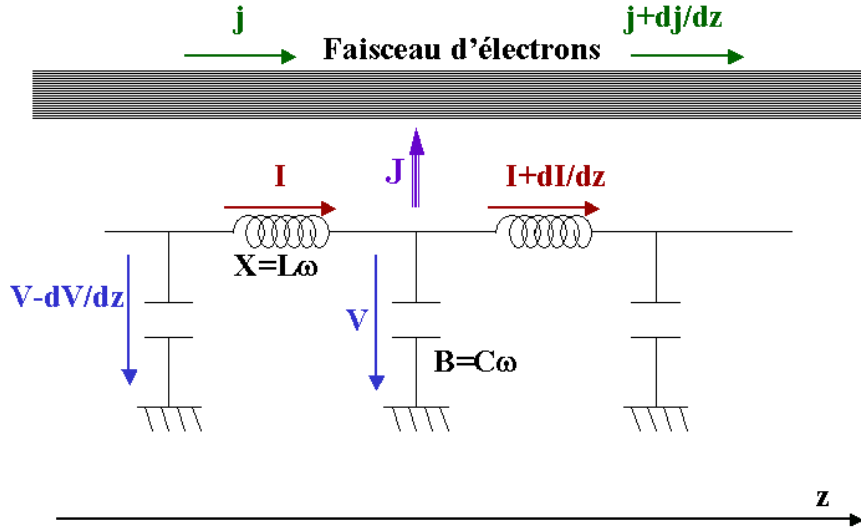 j
Faisceau d'électrons
j+dj/dz
J
I
I+dI/dz
X=Lω
V-dV/dz
V
B=Cω
z